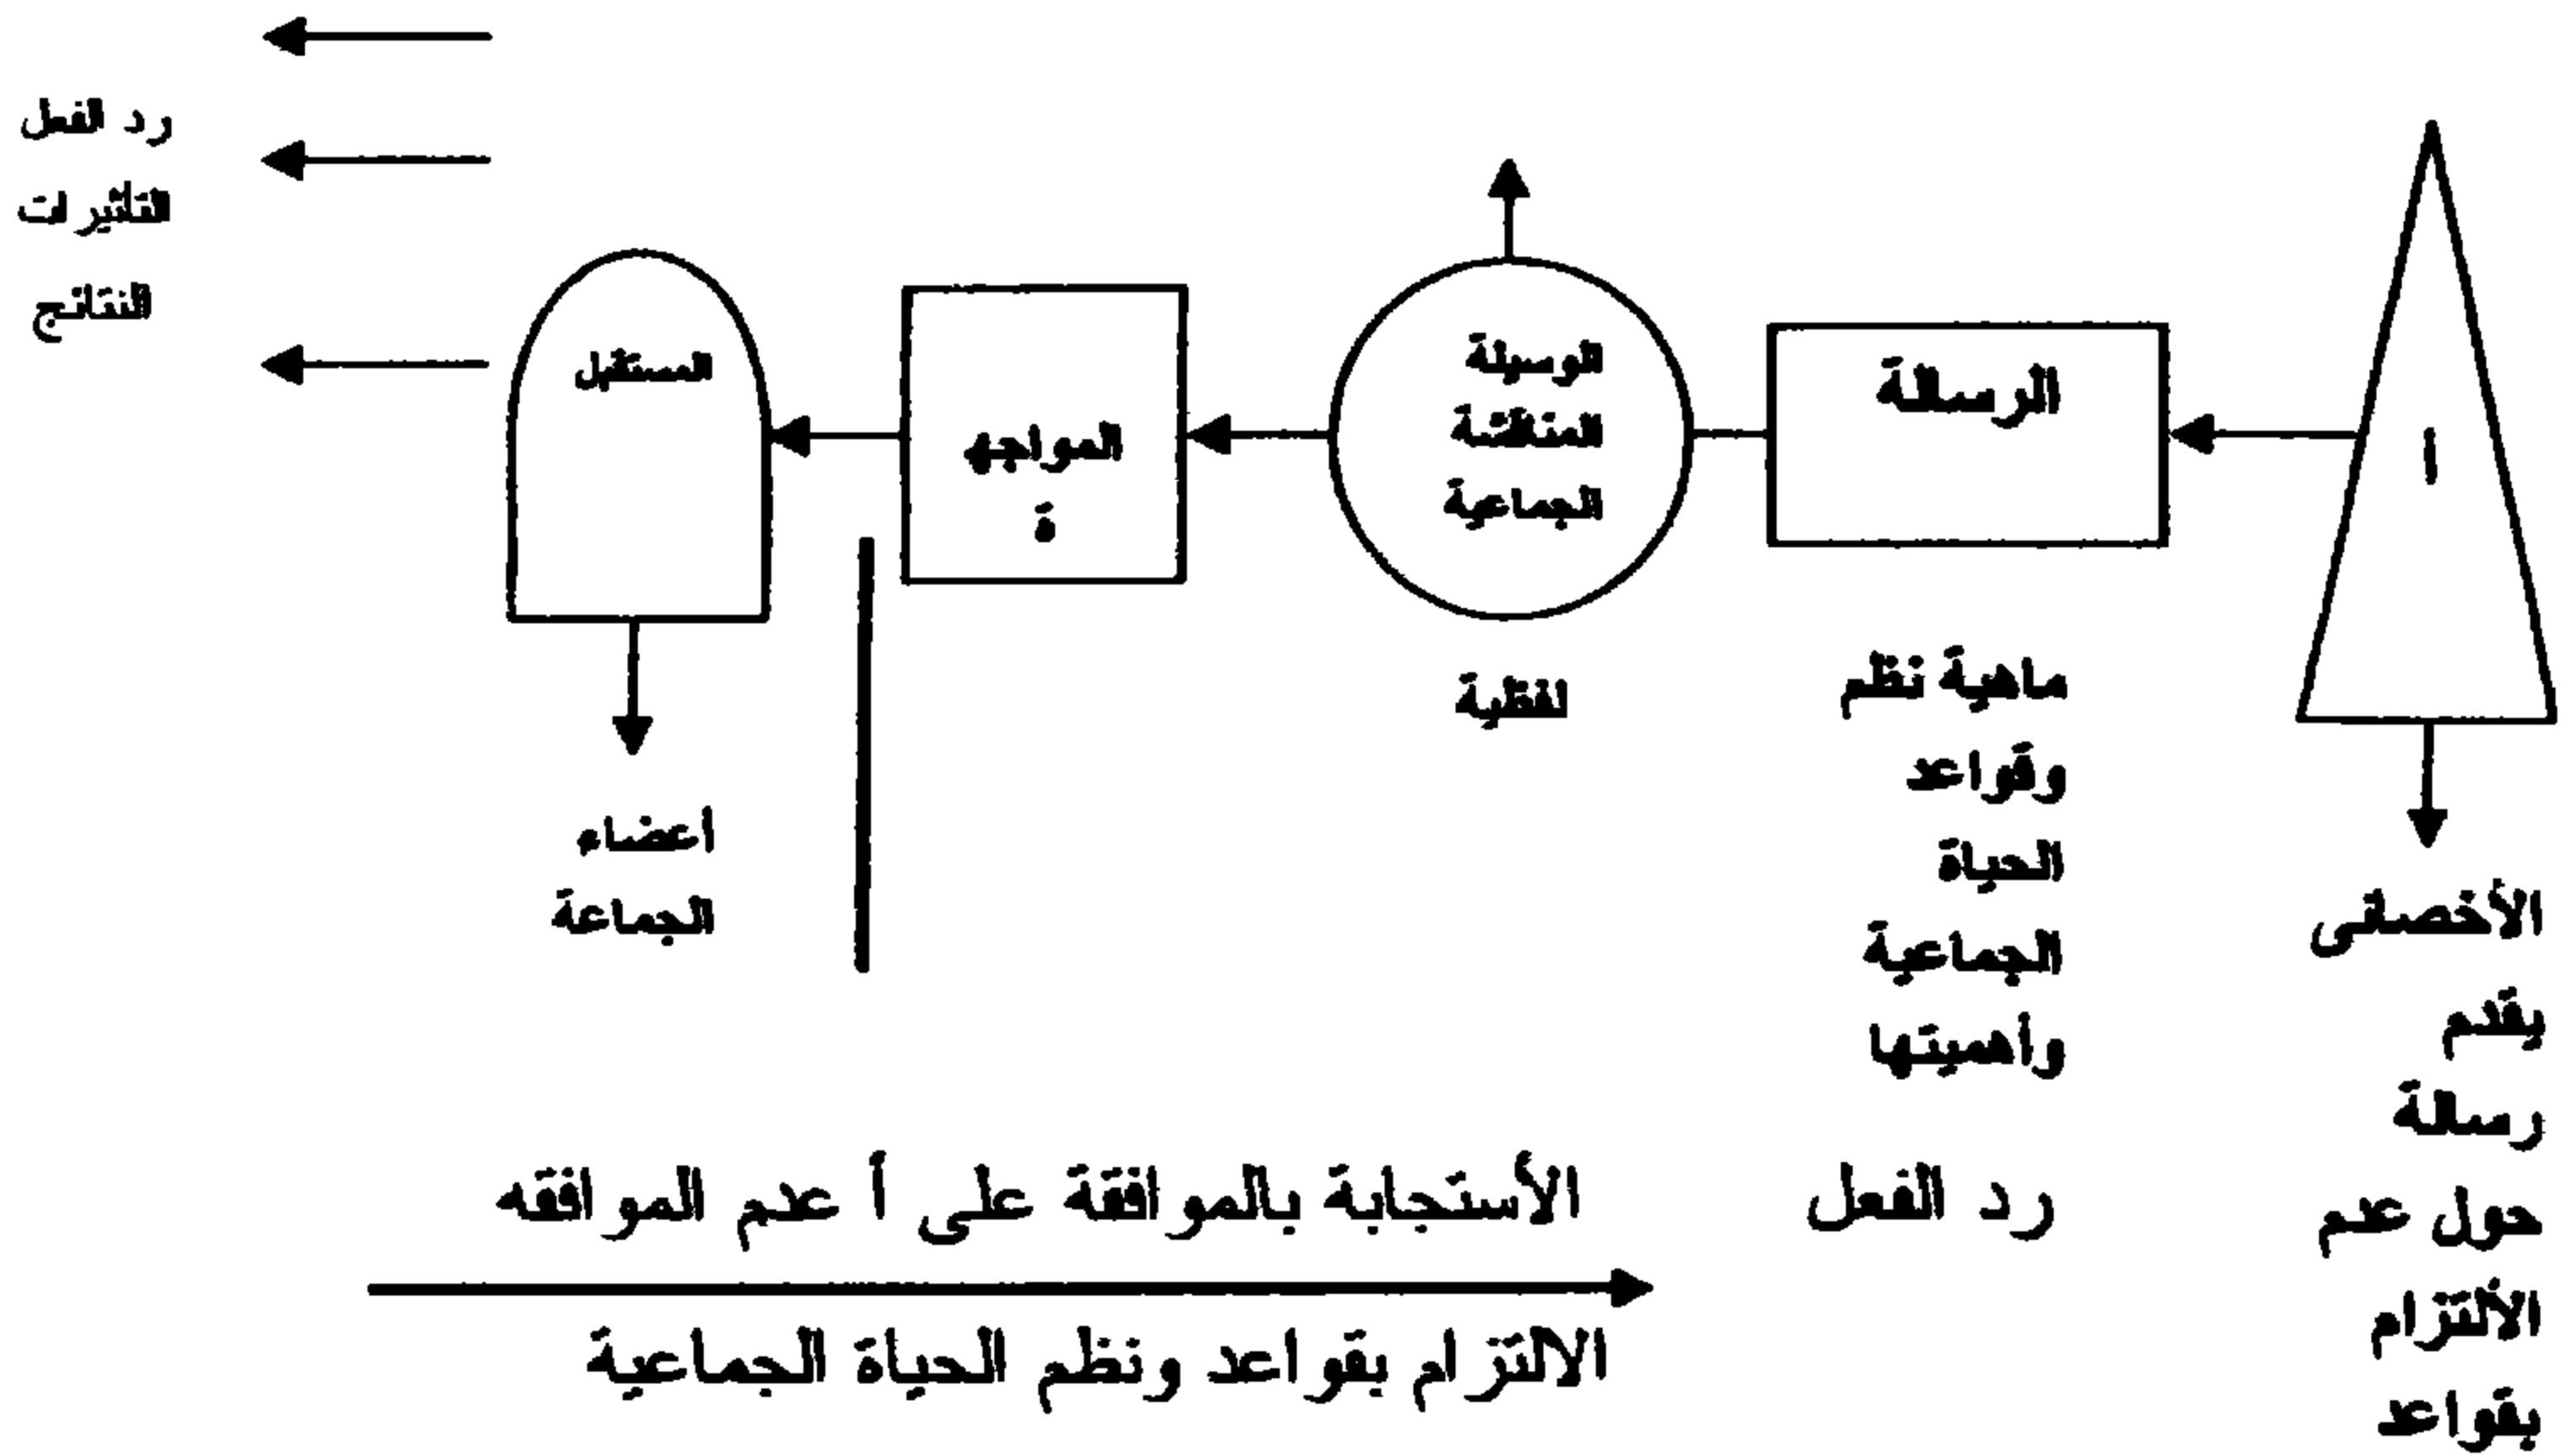 ا
الأخصائى
يقدم
رسالة
حول عدم
الألتزام
بقواعد
الرسالة
ماهية نظم
وقواعد
الحياة
الجماعية
وأهميتها
الوسيلة
المناقشة
الجماعية
لفظية
المواجه
ة
المستقبل
أعضاء
الجماعة
رد الفعل
التأثيرات
النتائج
رد الفعل
الأستجابة بالموافقة على أ عدم الموافقه
الالتزام بقواعد ونظم الحياة الجماعية